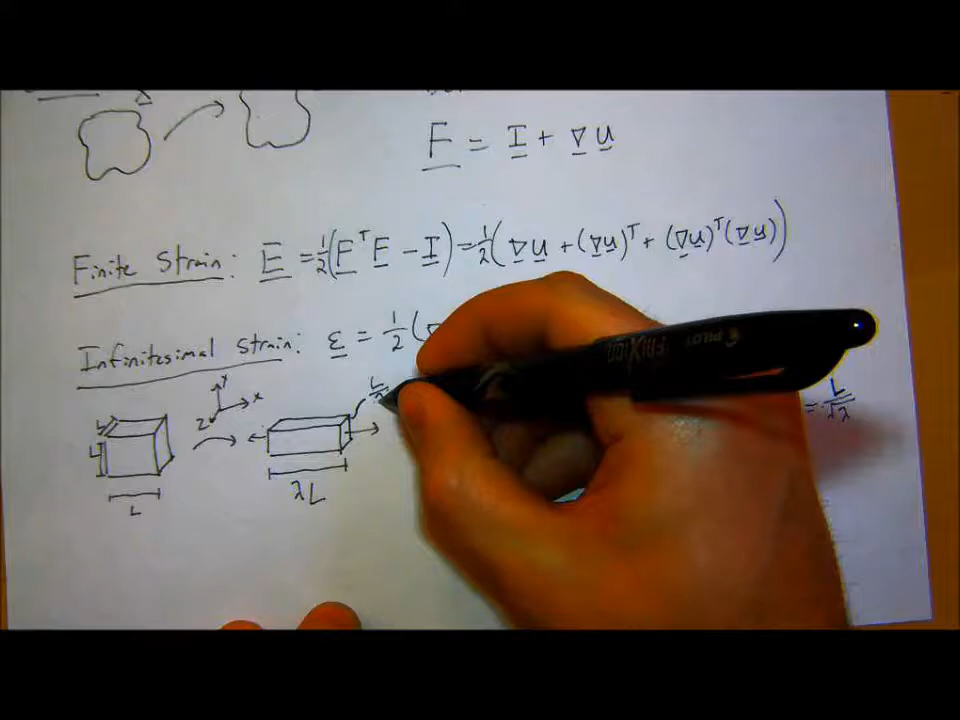 F = I + ∇u
Finite Strain: E = 1/2(FᵀF − I) = 1/2(∇u + (∇u)ᵀ + (∇u)ᵀ(∇u))
Infinitesimal Strain: ε = 1/2(
Y
X
Z
L
L
L
λL
L
= L/√λ
PILOT FRIXION